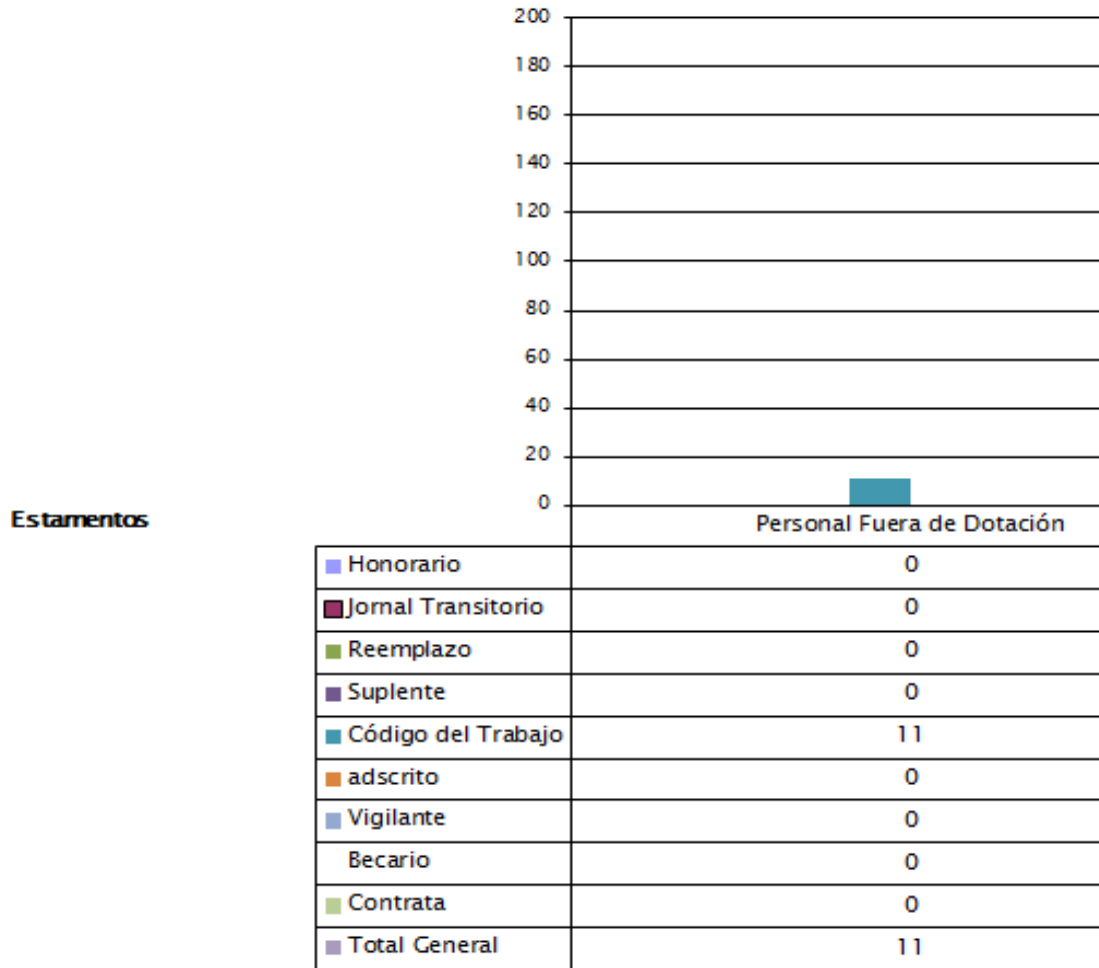 200
180
160
140
120
100
80
60
40
20
0
Estamentos
Personal Fuera de Dotación
Honorario 0
Jornal Transitorio 0
Reemplazo 0
Suplente 0
Código del Trabajo 11
adscrito 0
Vigilante 0
Becario 0
Contrata 0
Total General 11